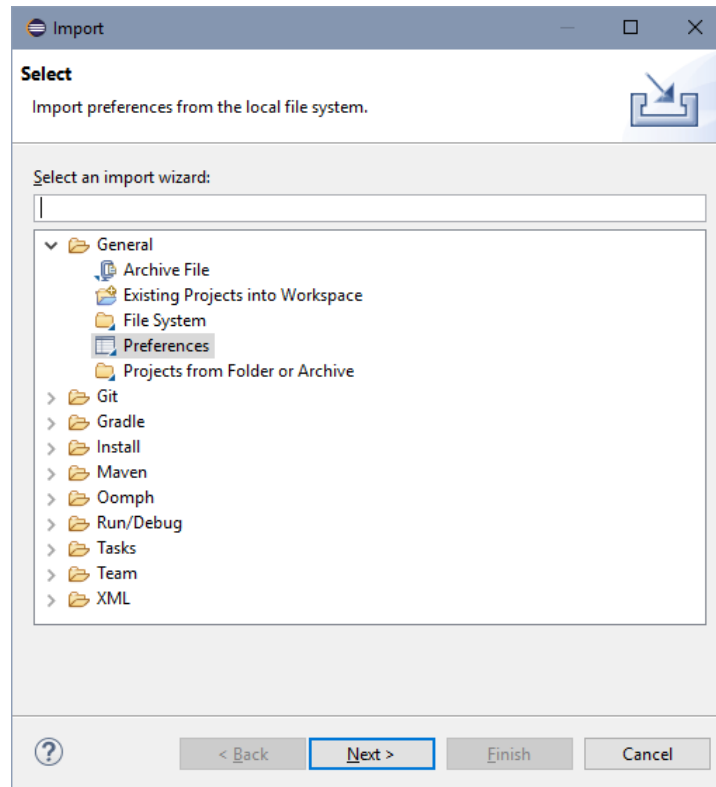 Import
Select
Import preferences from the local file system.
Select an import wizard:
General
Archive File
Existing Projects into Workspace
File System
Preferences
Projects from Folder or Archive
Git
Gradle
Install
Maven
Oomph
Run/Debug
Tasks
Team
XML
? < Back Next > Finish Cancel